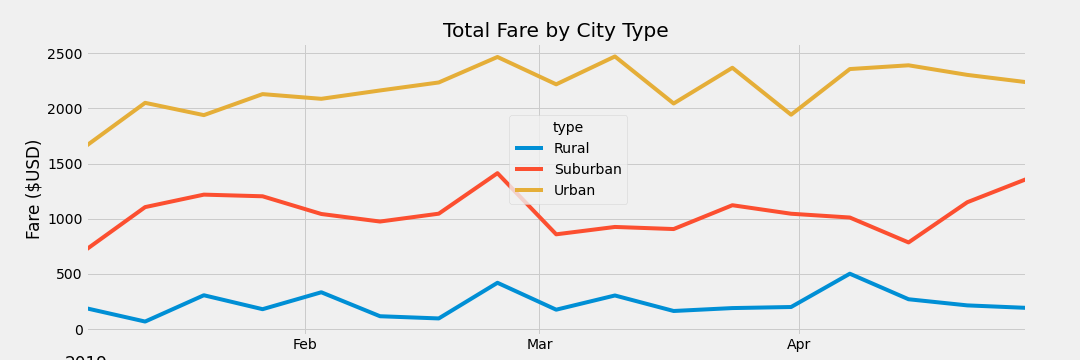 Total Fare by City Type
2500
2000
1500
1000
500
0
Fare ($USD)
type
Rural
Suburban
Urban
Feb
Mar
Apr
2019